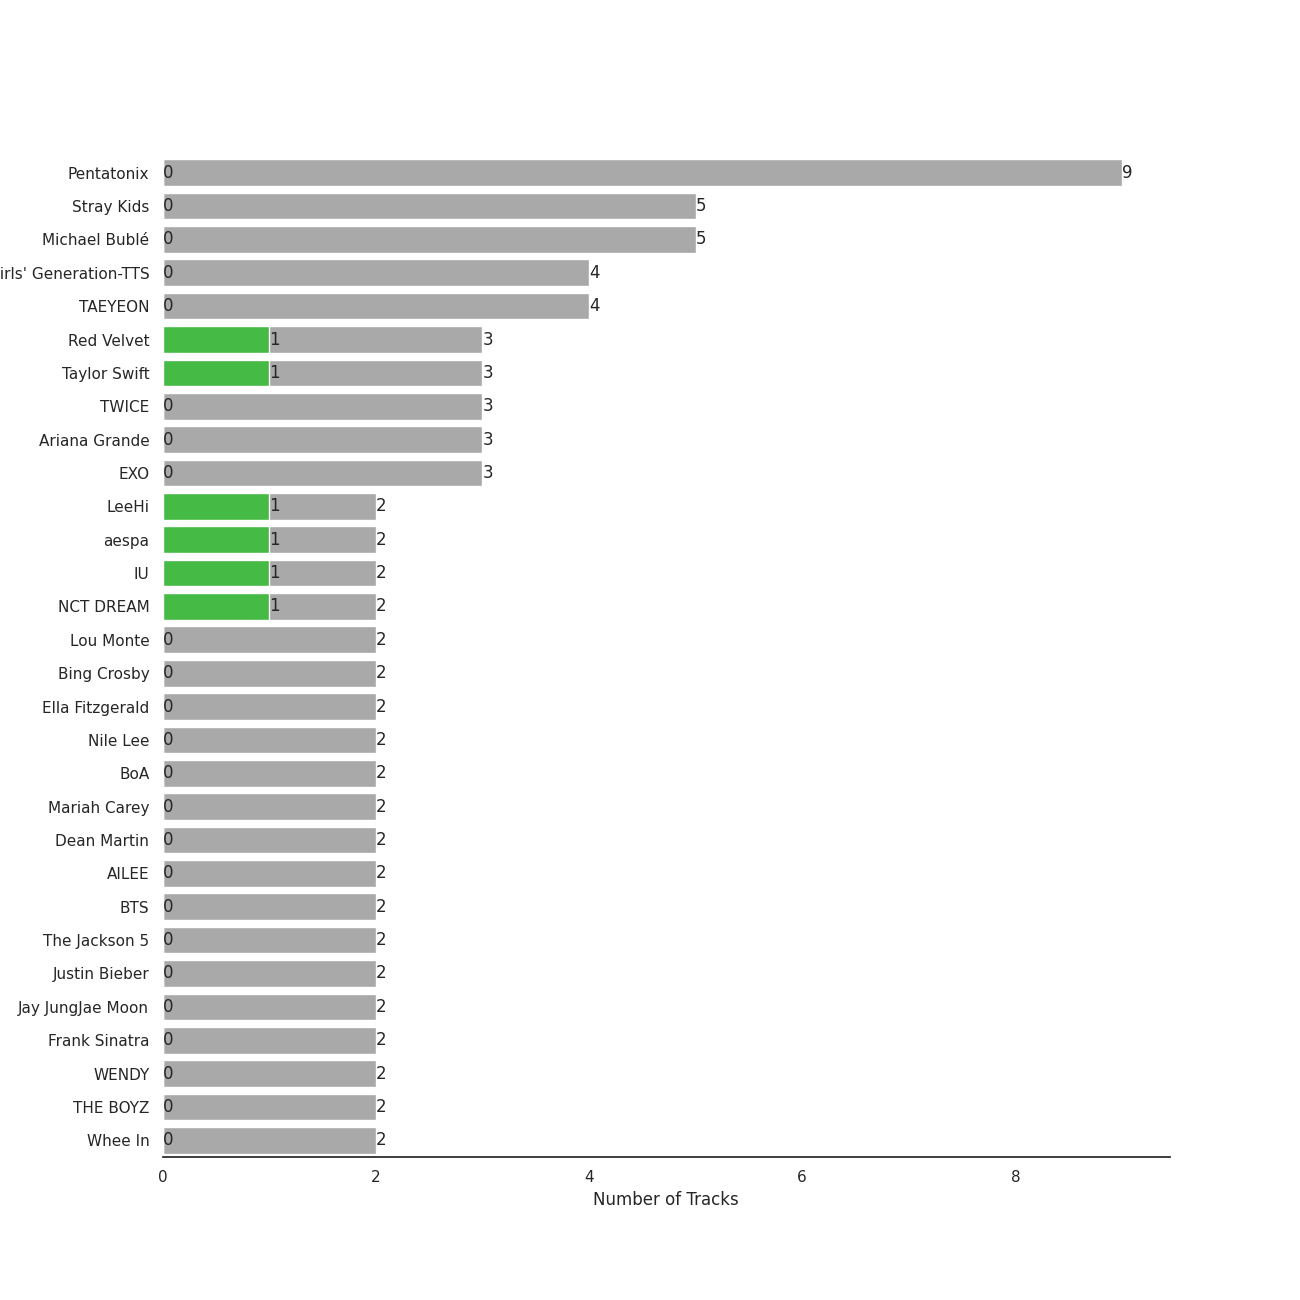 Pentatonix 0 9
Stray Kids 0 5
Michael Bublé 0 5
irls' Generation-TTS 0 4
TAEYEON 0 4
Red Velvet 1 3
Taylor Swift 1 3
TWICE 0 3
Ariana Grande 0 3
EXO 0 3
LeeHi 1 2
aespa 1 2
IU 1 2
NCT DREAM 1 2
Lou Monte 0 2
Bing Crosby 0 2
Ella Fitzgerald 0 2
Nile Lee 0 2
BoA 0 2
Mariah Carey 0 2
Dean Martin 0 2
AILEE 0 2
BTS 0 2
The Jackson 5 0 2
Justin Bieber 0 2
Jay JungJae Moon 0 2
Frank Sinatra 0 2
WENDY 0 2
THE BOYZ 0 2
Whee In 0 2
0 2 4 6 8
Number of Tracks